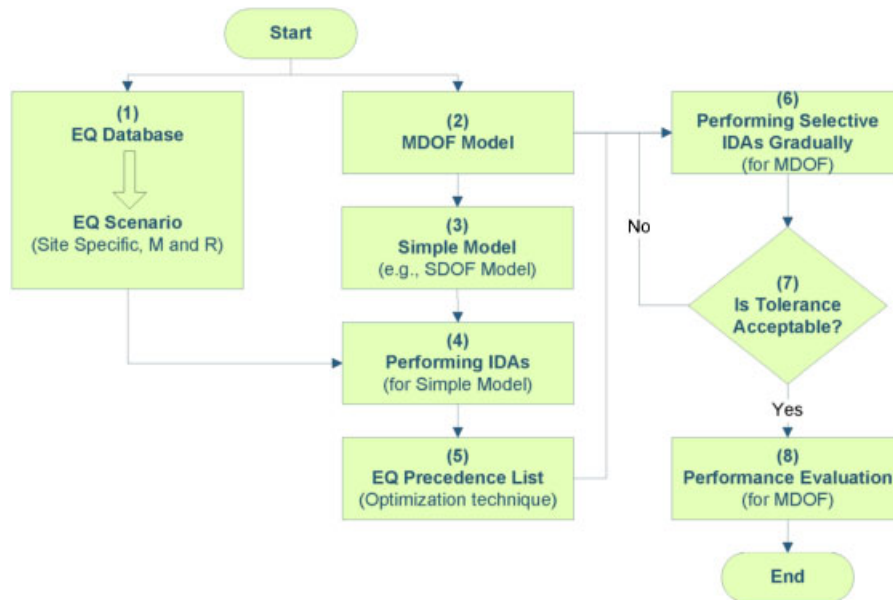 Start
(1)
EQ Database
EQ Scenario
(Site Specific, M and R)
(2)
MDOF Model
(3)
Simple Model
(e.g., SDOF Model)
(4)
Performing IDAs
(for Simple Model)
(5)
EQ Precedence List
(Optimization technique)
(6)
Performing Selective
IDAs Gradually
(for MDOF)
No
(7)
Is Tolerance
Acceptable?
Yes
(8)
Performance Evaluation
(for MDOF)
End